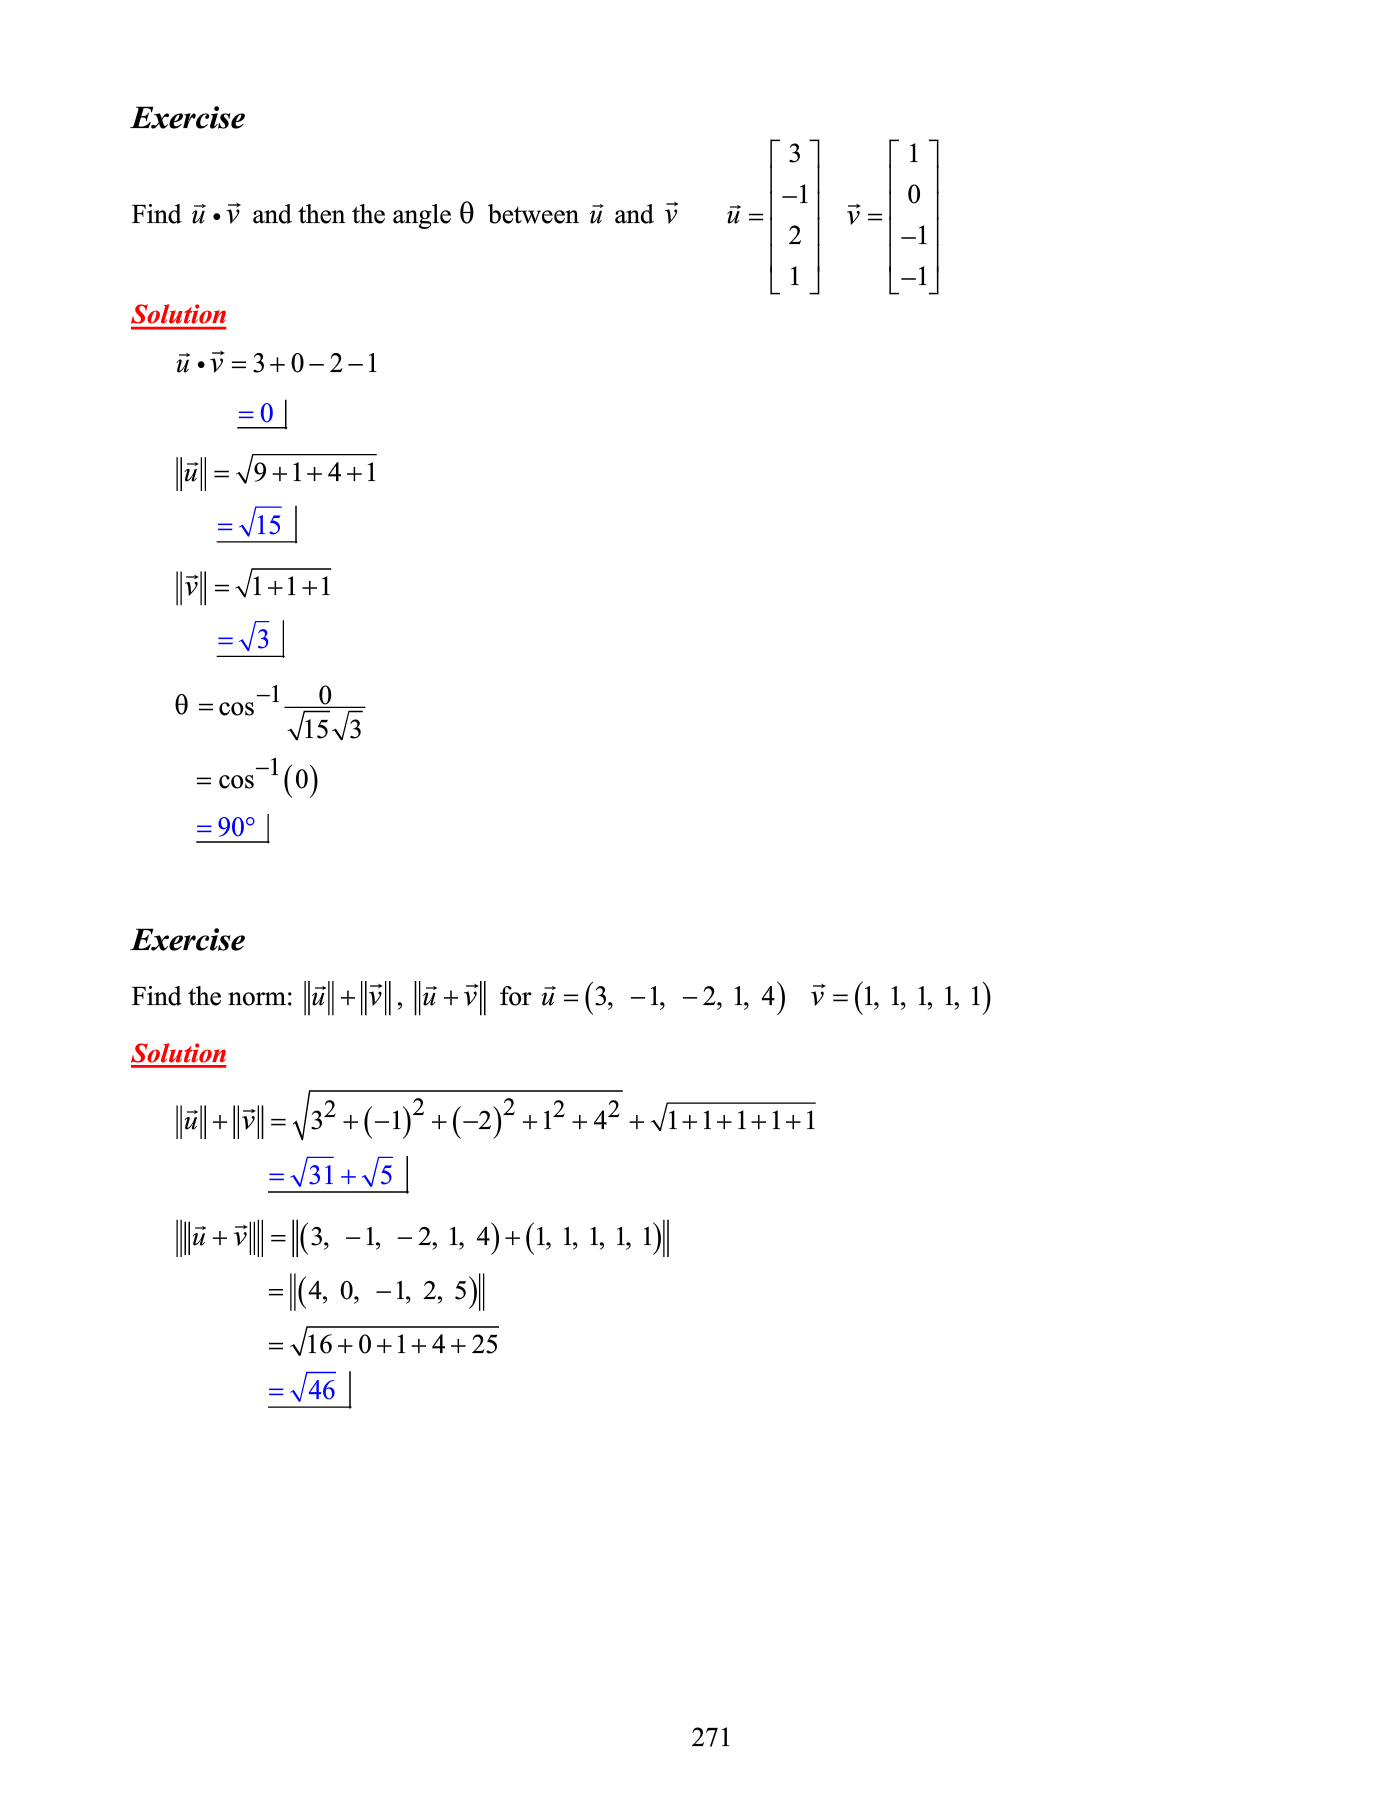 Exercise
Find $\vec{u} \bullet \vec{v}$ and then the angle θ between $\vec{u}$ and $\vec{v}$ $\vec{u} = \begin{bmatrix} 3 \\ -1 \\ 2 \\ 1 \end{bmatrix}$ $\vec{v} = \begin{bmatrix} 1 \\ 0 \\ -1 \\ -1 \end{bmatrix}$
Solution
$\vec{u} \bullet \vec{v} = 3 + 0 - 2 - 1$
$= 0$
$\|\vec{u}\| = \sqrt{9 + 1 + 4 + 1}$
$= \sqrt{15}$
$\|\vec{v}\| = \sqrt{1 + 1 + 1}$
$= \sqrt{3}$
$\theta = \cos^{-1} \frac{0}{\sqrt{15}\sqrt{3}}$
$= \cos^{-1}(0)$
$= 90°$
Exercise
Find the norm: $\|\vec{u}\| + \|\vec{v}\|$, $\|\vec{u} + \vec{v}\|$ for $\vec{u} = (3, -1, -2, 1, 4)$ $\vec{v} = (1, 1, 1, 1, 1)$
Solution
$\|\vec{u}\| + \|\vec{v}\| = \sqrt{3^2 + (-1)^2 + (-2)^2 + 1^2 + 4^2} + \sqrt{1 + 1 + 1 + 1 + 1}$
$= \sqrt{31} + \sqrt{5}$
$\|\|\vec{u} + \vec{v}\|\| = \|(3, -1, -2, 1, 4) + (1, 1, 1, 1, 1)\|$
$= \|(4, 0, -1, 2, 5)\|$
$= \sqrt{16 + 0 + 1 + 4 + 25}$
$= \sqrt{46}$
271